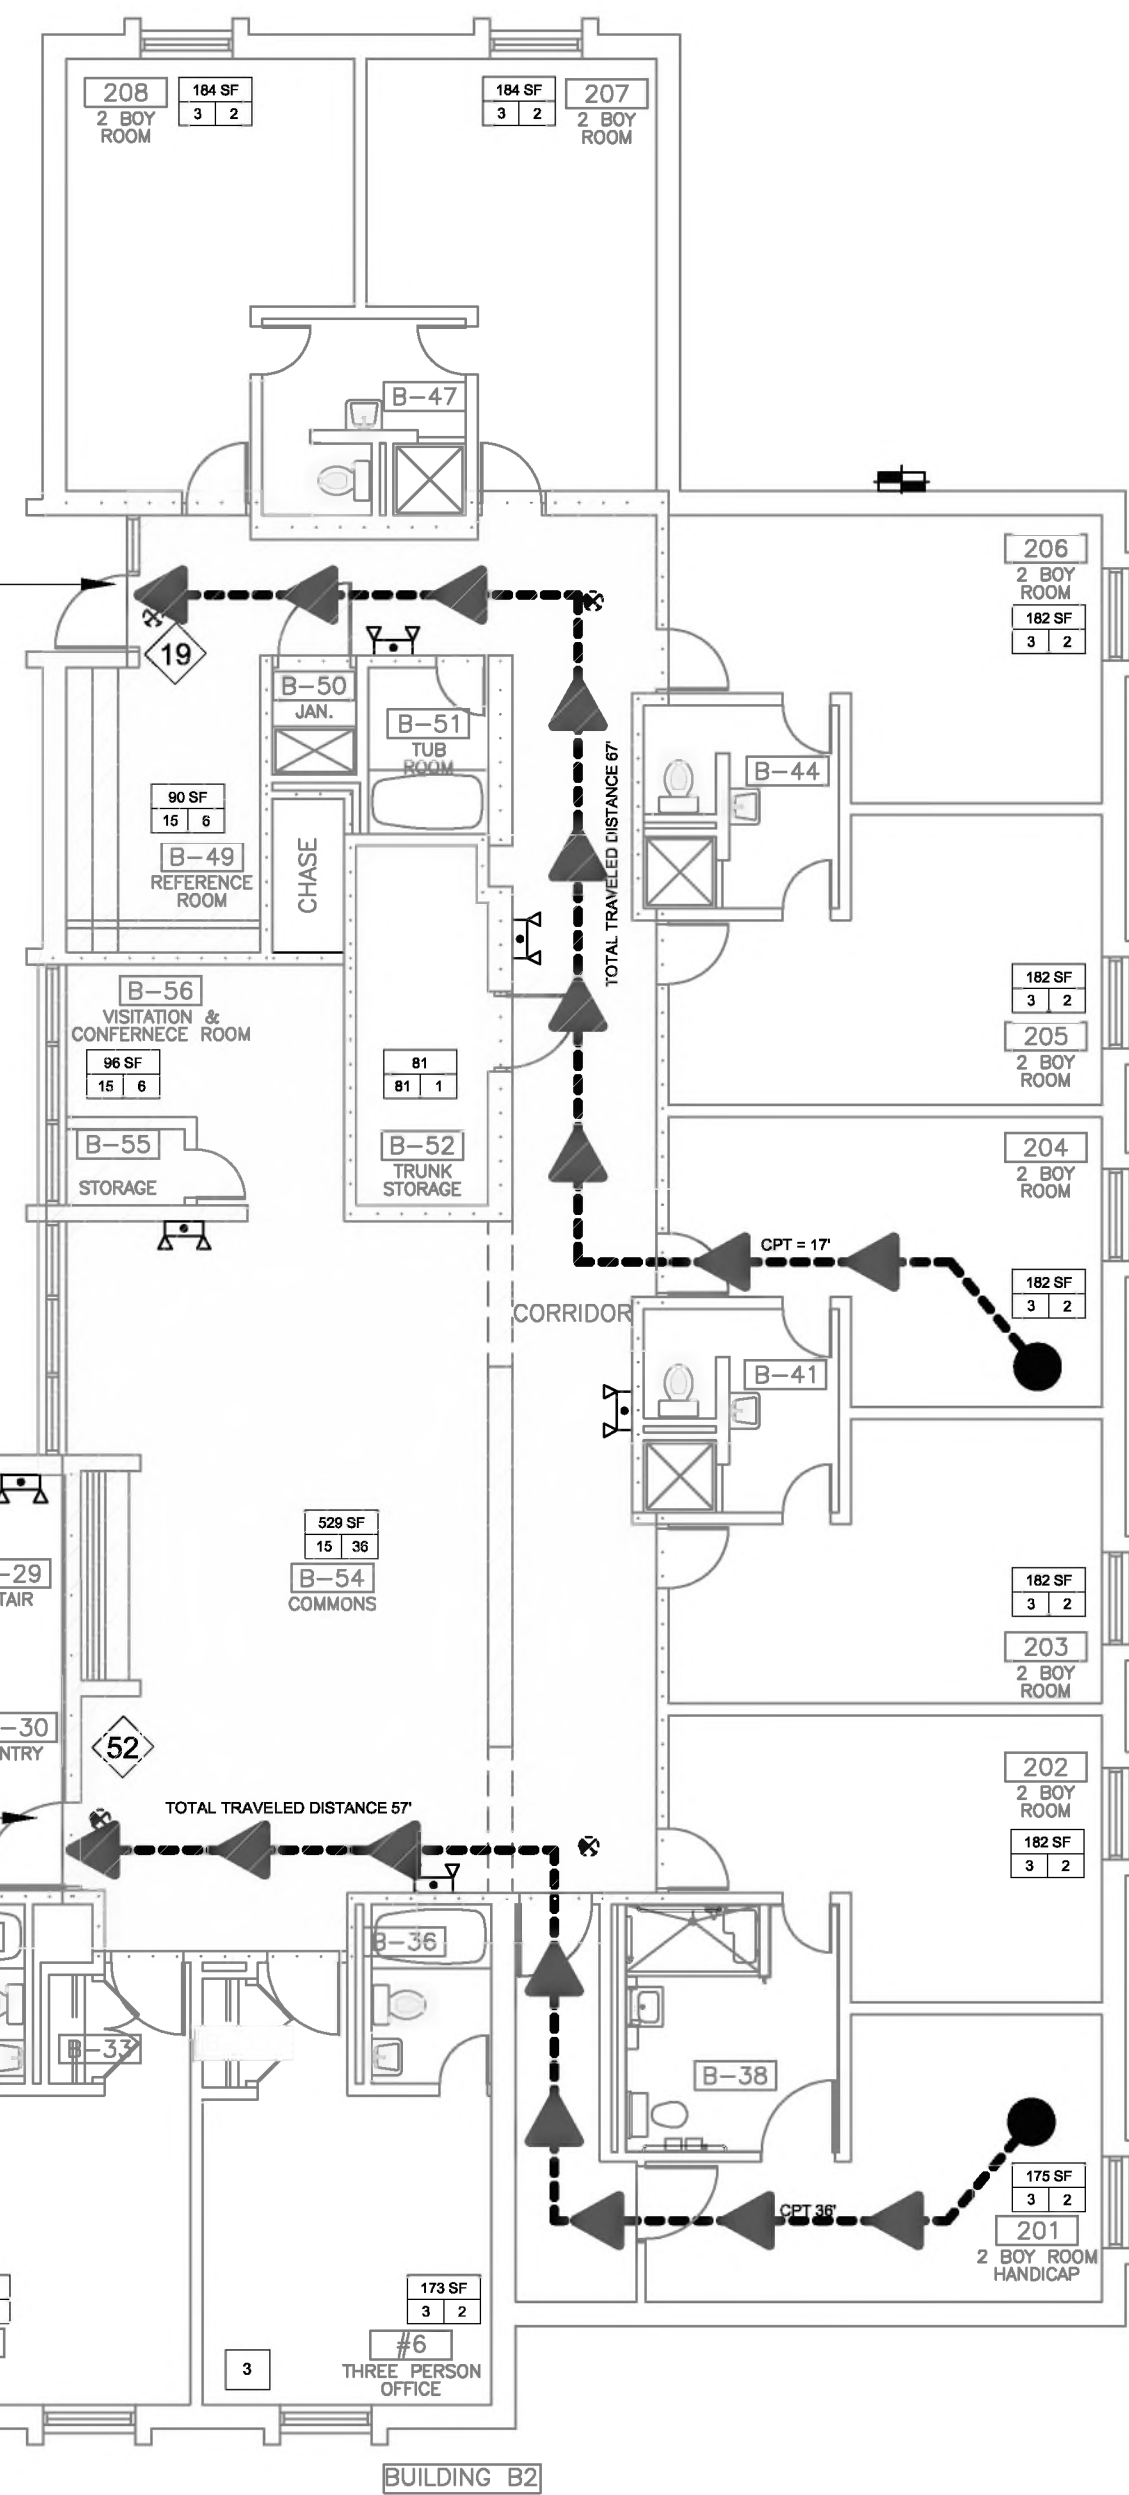 208
184 SF
3 2
2 BOY
ROOM
184 SF
3 2
207
2 BOY
ROOM
B-47
206
2 BOY
ROOM
182 SF
3 2
19
B-50
JAN.
B-51
TUB
ROOM
TOTAL TRAVELED DISTANCE 67'
B-44
90 SF
15 6
B-49
REFERENCE
ROOM
CHASE
B-56
VISITATION &
CONFERNECE ROOM
96 SF
15 6
182 SF
3 2
205
2 BOY
ROOM
81
81 1
B-55
STORAGE
B-52
TRUNK
STORAGE
204
2 BOY
ROOM
CPT = 17'
182 SF
3 2
CORRIDOR
B-41
529 SF
15 36
B-54
COMMONS
-29
TAIR
182 SF
3 2
203
2 BOY
ROOM
-30
NTRY
52
202
2 BOY
ROOM
182 SF
3 2
TOTAL TRAVELED DISTANCE 57'
B-36
B-33
B-38
175 SF
3 2
201
2 BOY ROOM
HANDICAP
CPT 36'
173 SF
3 2
#6
THREE PERSON
OFFICE
3
BUILDING B2